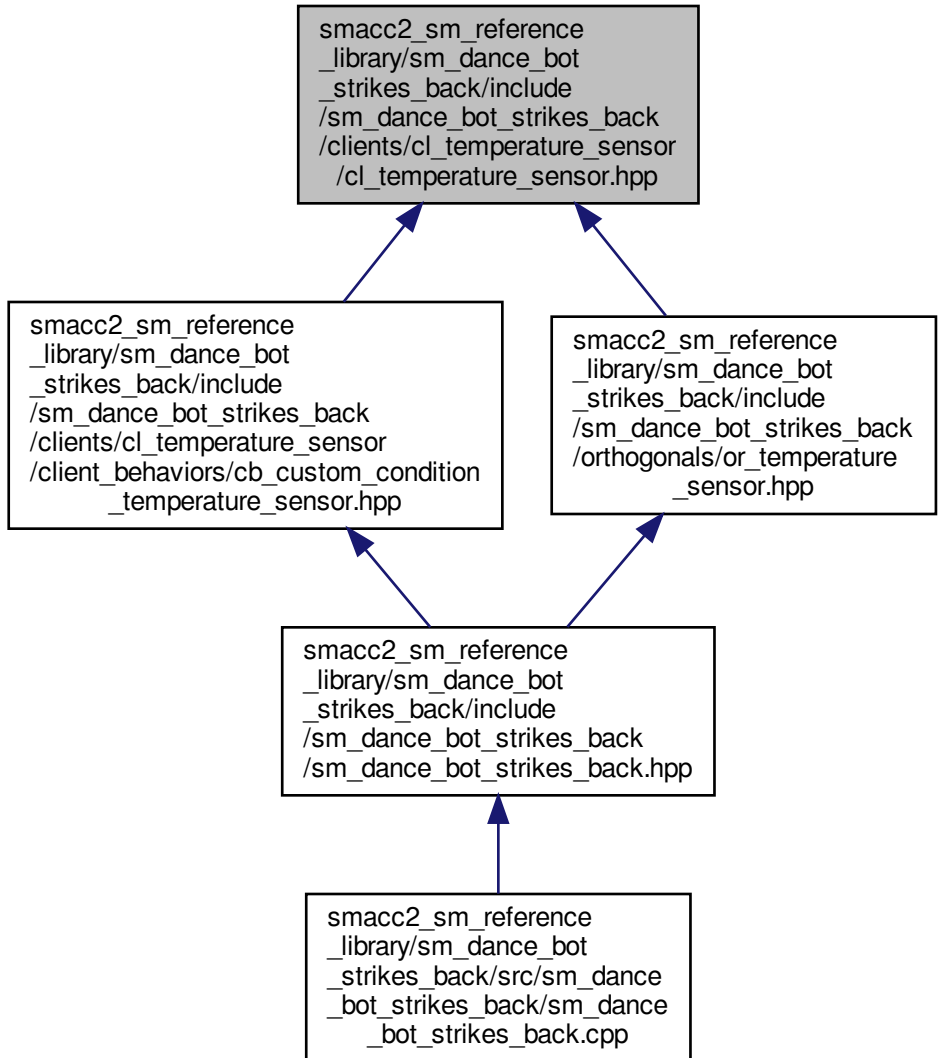 smacc2_sm_reference
_library/sm_dance_bot
_strikes_back/include
/sm_dance_bot_strikes_back
/clients/cl_temperature_sensor
/cl_temperature_sensor.hpp
smacc2_sm_reference
_library/sm_dance_bot
_strikes_back/include
/sm_dance_bot_strikes_back
/clients/cl_temperature_sensor
/client_behaviors/cb_custom_condition
_temperature_sensor.hpp
smacc2_sm_reference
_library/sm_dance_bot
_strikes_back/include
/sm_dance_bot_strikes_back
/orthogonals/or_temperature
_sensor.hpp
smacc2_sm_reference
_library/sm_dance_bot
_strikes_back/include
/sm_dance_bot_strikes_back
/sm_dance_bot_strikes_back.hpp
smacc2_sm_reference
_library/sm_dance_bot
_strikes_back/src/sm_dance
_bot_strikes_back/sm_dance
_bot_strikes_back.cpp